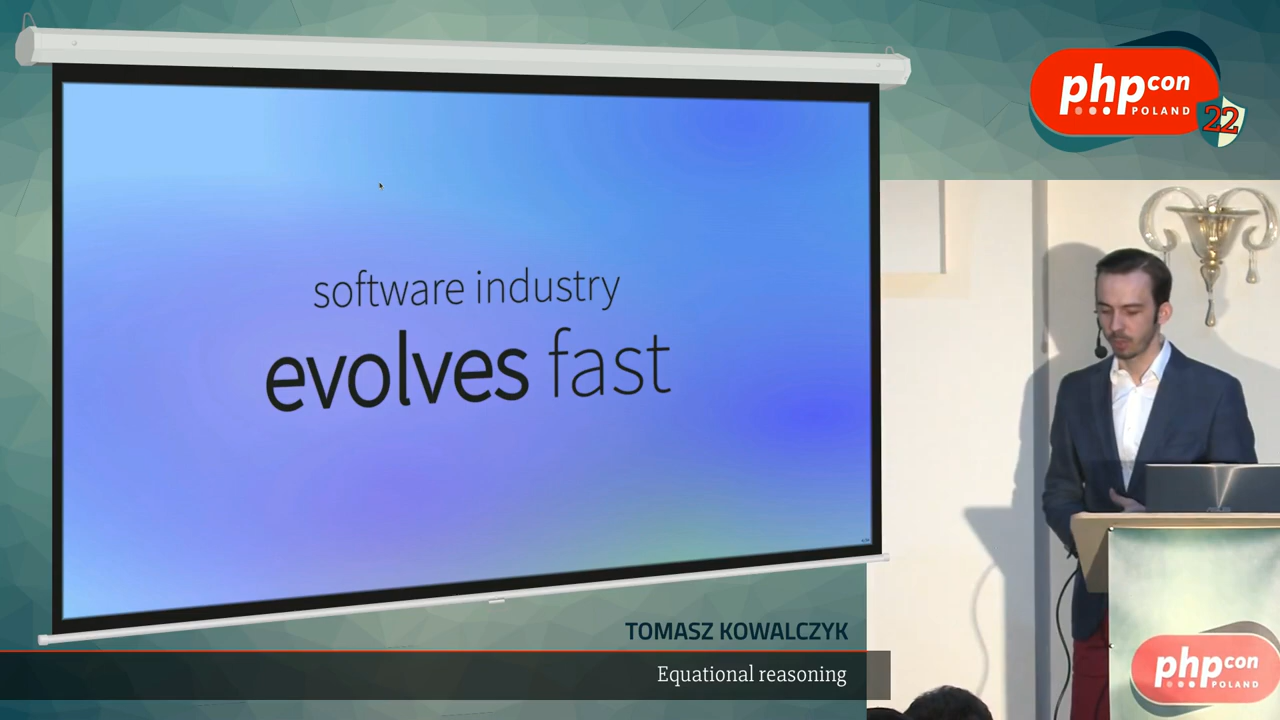 phpcon
POLAND
22
software industry
evolves fast
TOMASZ KOWALCZYK
Equational reasoning
phpcon
POLAND